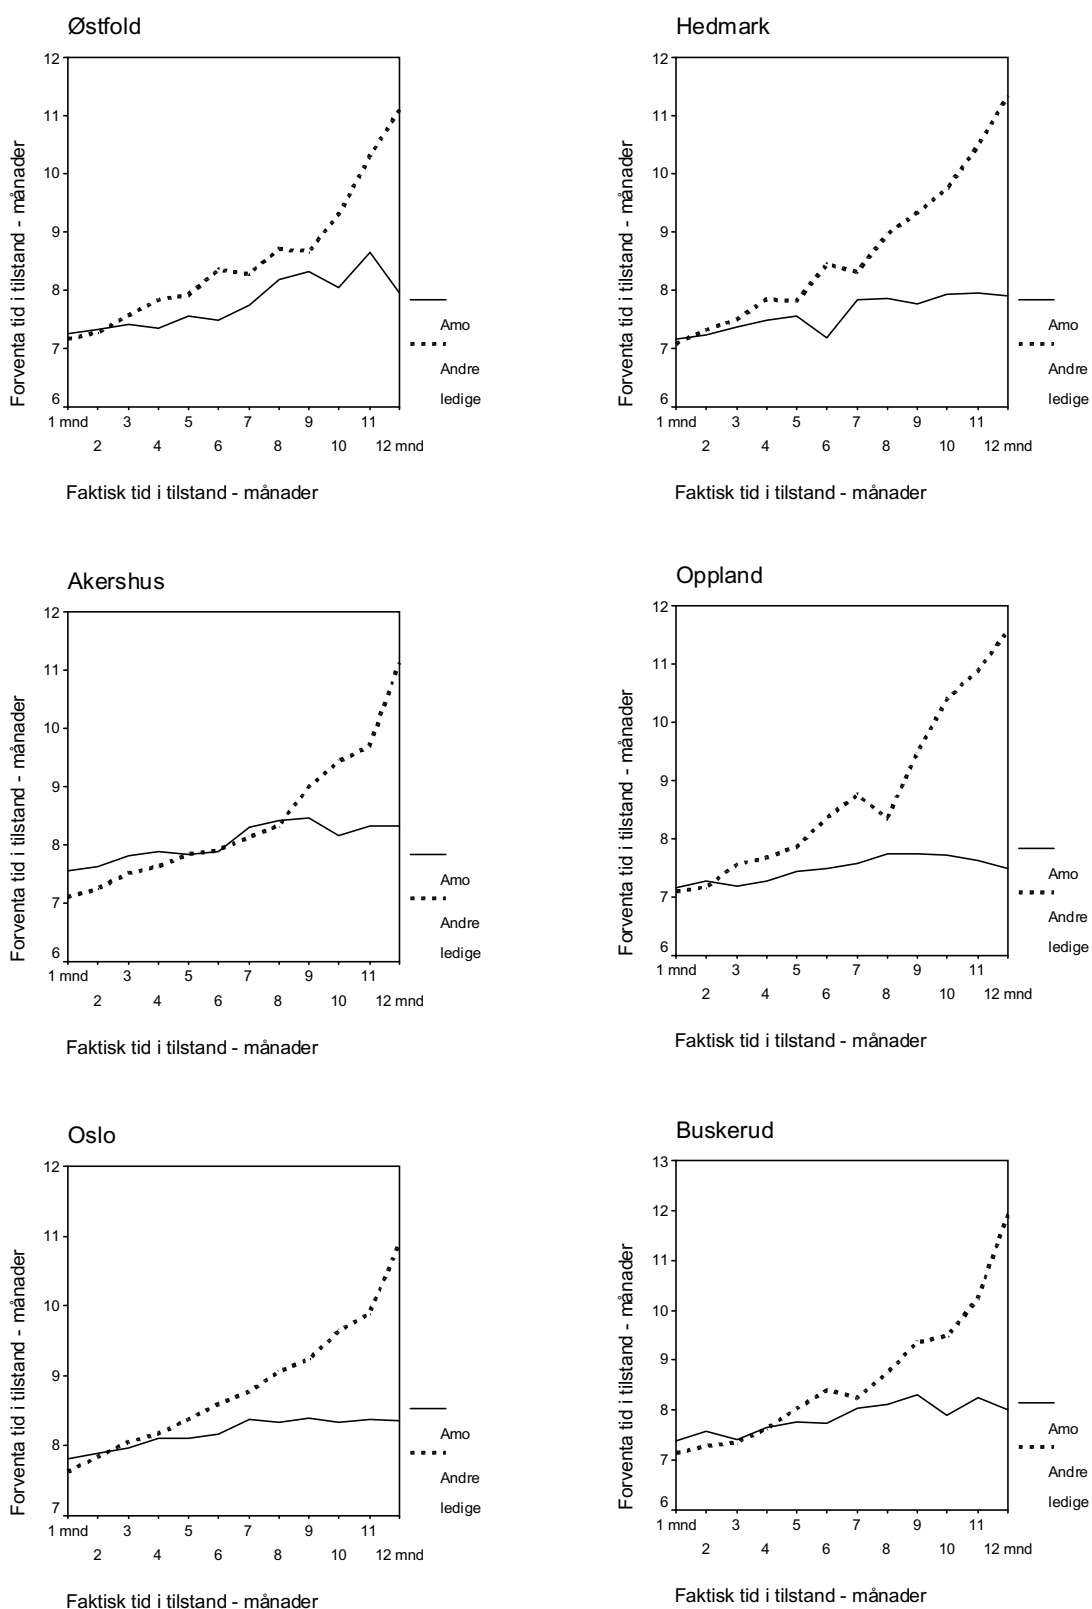 Østfold
12
11
10
9
8
7
6
Forventa tid i tilstand - månader
1 mnd 3 5 7 9 11
2 4 6 8 10 12 mnd
Faktisk tid i tilstand - månader
Amo
Andre
ledige
Hedmark
12
11
10
9
8
7
6
Forventa tid i tilstand - månader
1 mnd 3 5 7 9 11
2 4 6 8 10 12 mnd
Faktisk tid i tilstand - månader
Amo
Andre
ledige
Akershus
12
11
10
9
8
7
6
Forventa tid i tilstand - månader
1 mnd 3 5 7 9 11
2 4 6 8 10 12 mnd
Faktisk tid i tilstand - månader
Amo
Andre
ledige
Oppland
12
11
10
9
8
7
6
Forventa tid i tilstand - månader
1 mnd 3 5 7 9 11
2 4 6 8 10 12 mnd
Faktisk tid i tilstand - månader
Amo
Andre
ledige
Oslo
12
11
10
9
8
7
Forventa tid i tilstand - månader
1 mnd 3 5 7 9 11
2 4 6 8 10 12 mnd
Faktisk tid i tilstand - månader
Amo
Andre
ledige
Buskerud
13
12
11
10
9
8
7
6
Forventa tid i tilstand - månader
1 mnd 3 5 7 9 11
2 4 6 8 10 12 mnd
Faktisk tid i tilstand - månader
Amo
Andre
ledige